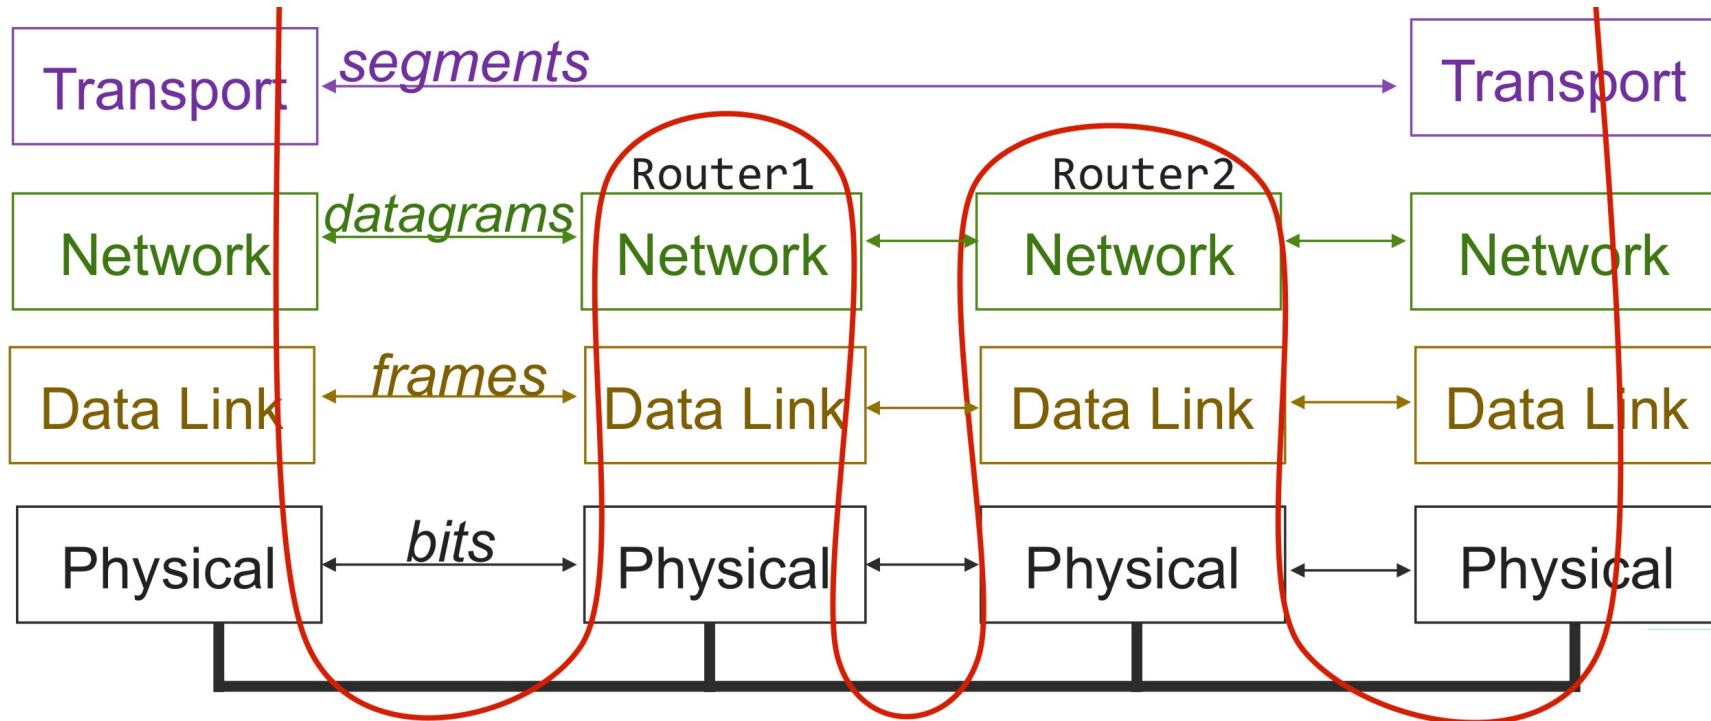 segments
Transport
Transport
Router1
Router2
datagrams
Network
Network
Network
Network
frames
Data Link
Data Link
Data Link
Data Link
bits
Physical
Physical
Physical
Physical